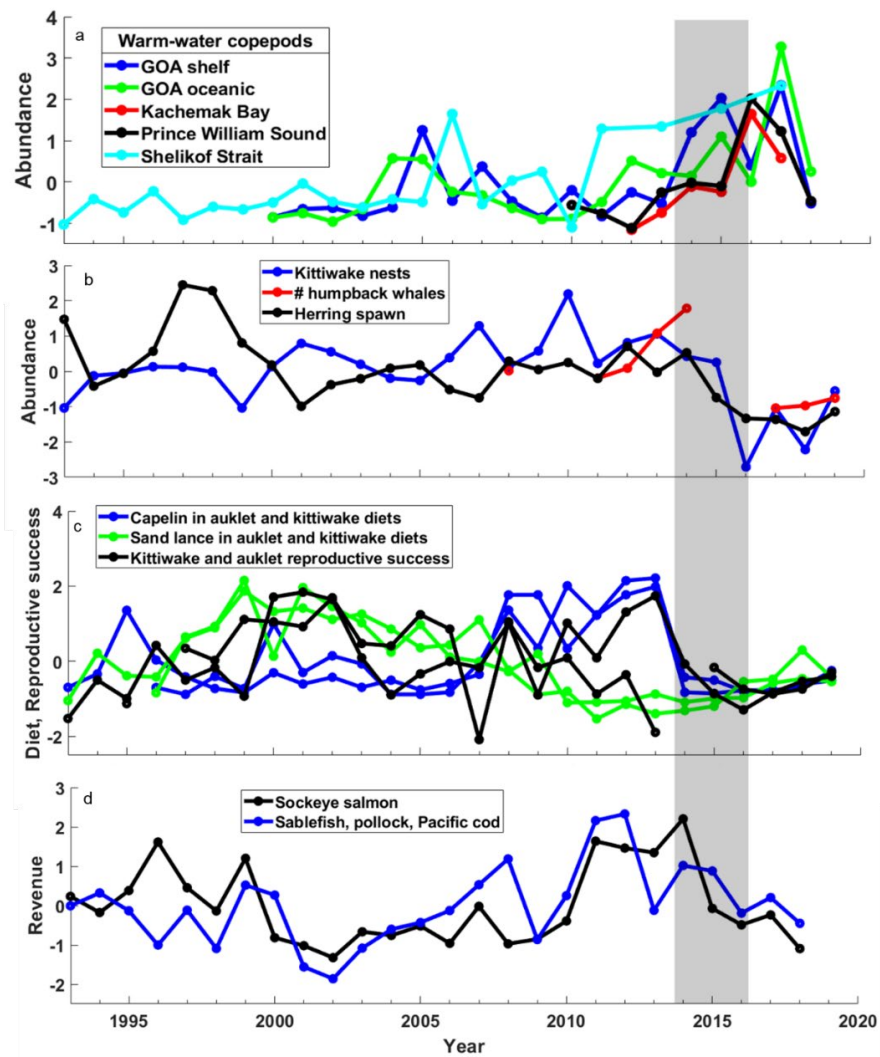 a
Warm-water copepods
GOA shelf
GOA oceanic
Kachemak Bay
Prince William Sound
Shelikof Strait
Abundance
4
3
2
1
0
-1
b
Kittiwake nests
# humpback whales
Herring spawn
Abundance
3
2
1
0
-1
-2
-3
c
Capelin in auklet and kittiwake diets
Sand lance in auklet and kittiwake diets
Kittiwake and auklet reproductive success
Diet, Reproductive success
4
2
0
-2
d
Sockeye salmon
Sablefish, pollock, Pacific cod
Revenue
3
2
1
0
-1
-2
1995 2000 2005 2010 2015 2020
Year